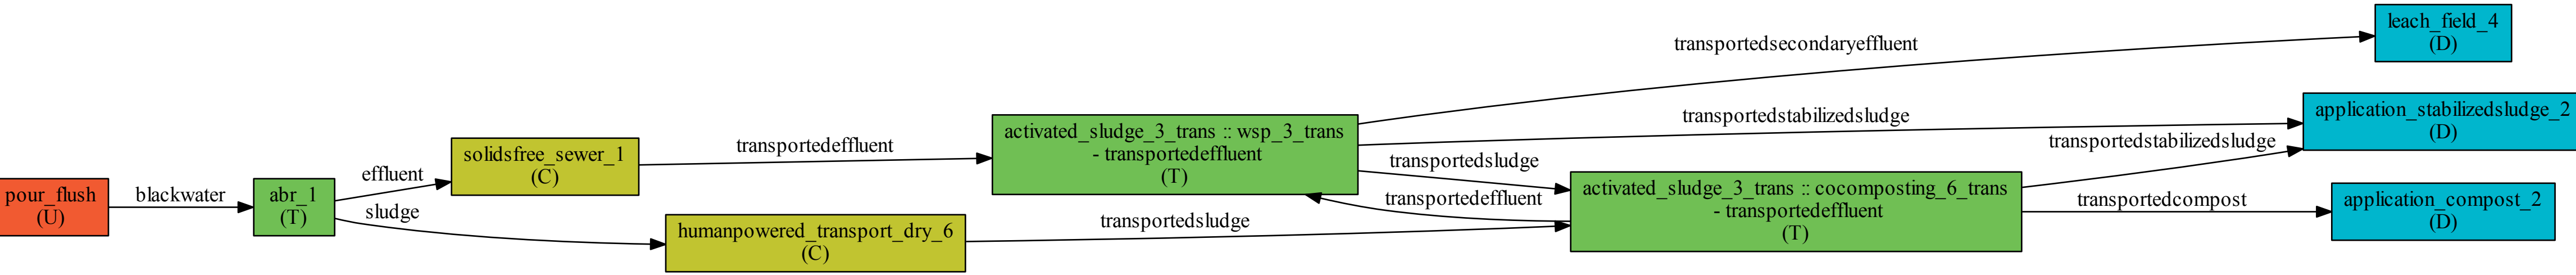 pour_flush
(U)
blackwater
abr_1
(T)
effluent
sludge
solidsfree_sewer_1
(C)
humanpowered_transport_dry_6
(C)
transportedeffluent
transportedsludge
activated_sludge_3_trans :: wsp_3_trans
- transportedeffluent
(T)
transportedsecondaryeffluent
transportedstabilizedsludge
transportedsludge
transportedeffluent
activated_sludge_3_trans :: cocomposting_6_trans
- transportedeffluent
(T)
transportedstabilizedsludge
transportedcompost
leach_field_4
(D)
application_stabilizedsludge_2
(D)
application_compost_2
(D)